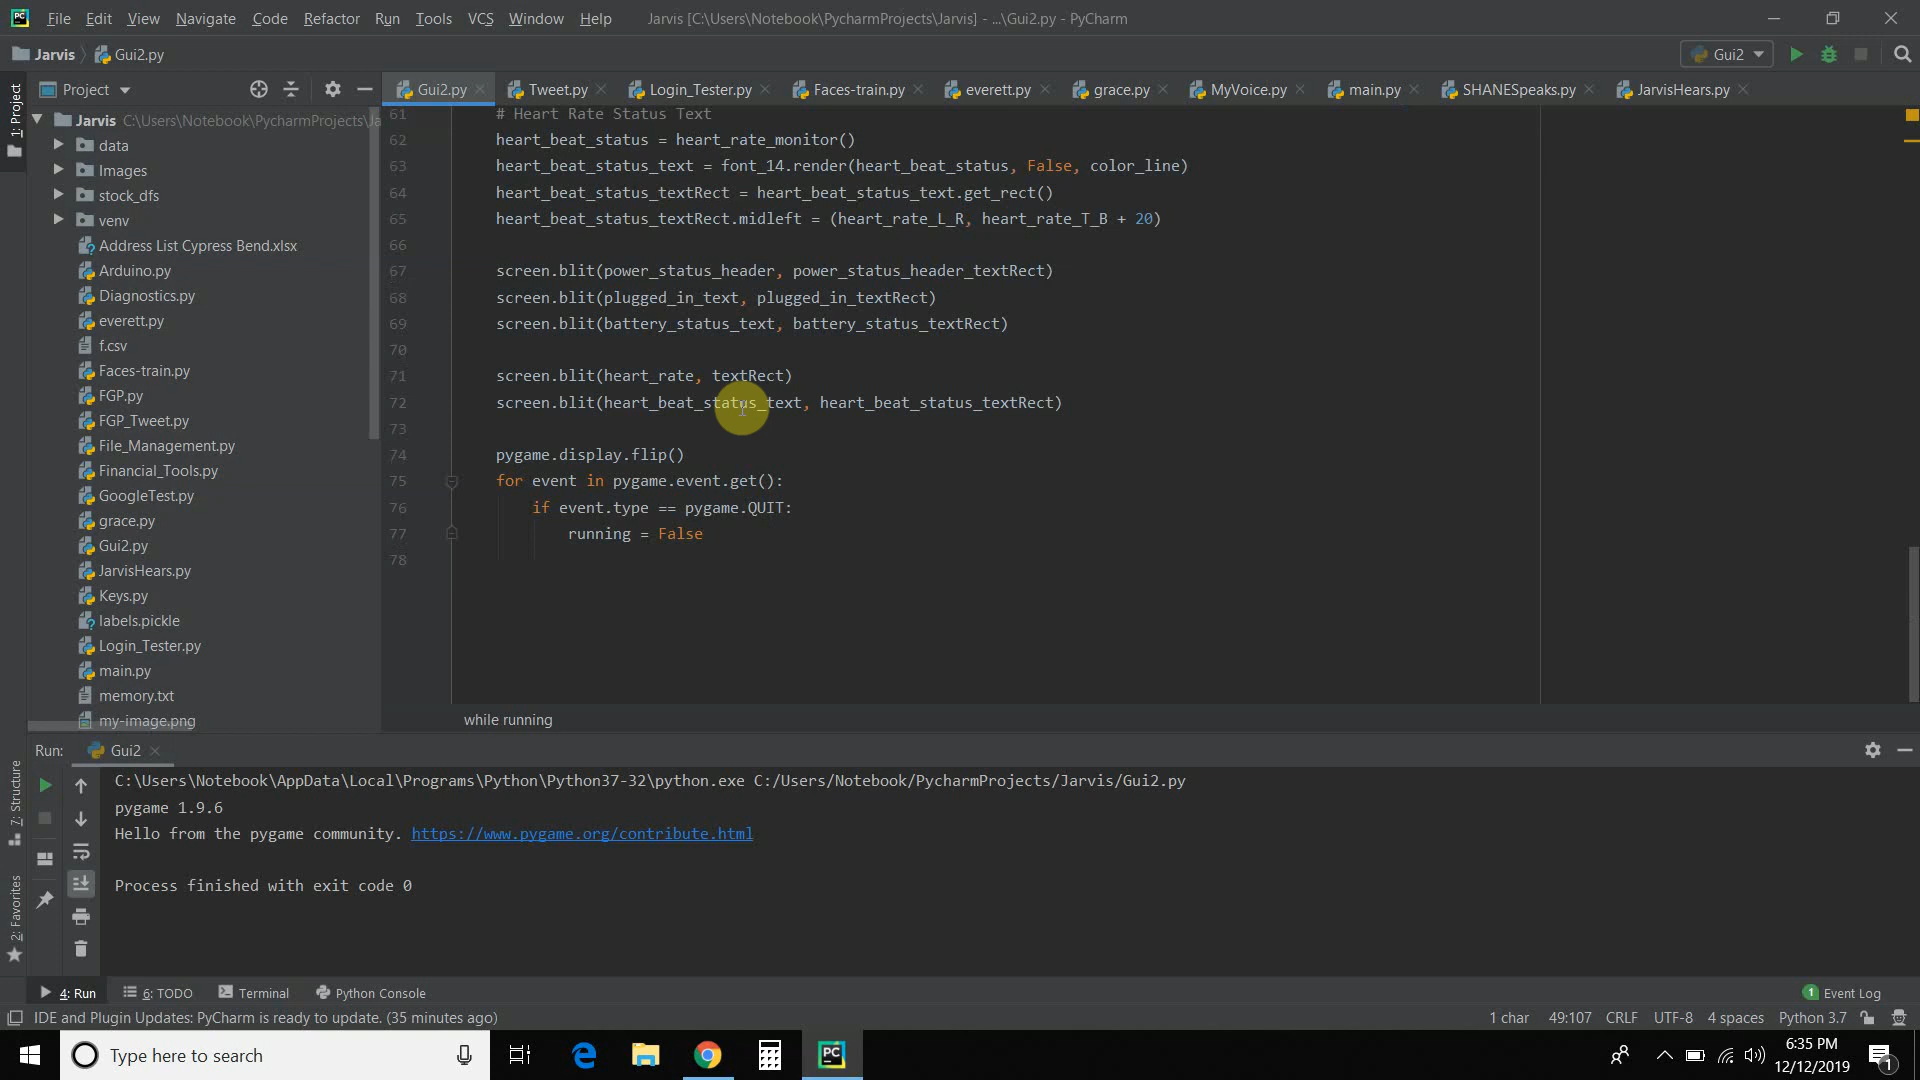 File Edit View Navigate Code Refactor Run Tools VCS Window Help Jarvis [C:\Users\Notebook\PycharmProjects\Jarvis] - ...\Gui2.py - PyCharm
Jarvis Gui2.py Gui2
Project Gui2.py Tweet.py Login_Tester.py Faces-train.py everett.py grace.py MyVoice.py main.py SHANESpeaks.py JarvisHears.py
1: Project
Jarvis C:\Users\Notebook\PycharmProjects\Ja
data
Images
stock_dfs
venv
Address List Cypress Bend.xlsx
Arduino.py
Diagnostics.py
everett.py
f.csv
Faces-train.py
FGP.py
FGP_Tweet.py
File_Management.py
Financial_Tools.py
GoogleTest.py
grace.py
Gui2.py
JarvisHears.py
Keys.py
labels.pickle
Login_Tester.py
main.py
memory.txt
my-image.png
61 # Heart Rate Status Text
62 heart_beat_status = heart_rate_monitor()
63 heart_beat_status_text = font_14.render(heart_beat_status, False, color_line)
64 heart_beat_status_textRect = heart_beat_status_text.get_rect()
65 heart_beat_status_textRect.midleft = (heart_rate_L_R, heart_rate_T_B + 20)
66
67 screen.blit(power_status_header, power_status_header_textRect)
68 screen.blit(plugged_in_text, plugged_in_textRect)
69 screen.blit(battery_status_text, battery_status_textRect)
70
71 screen.blit(heart_rate, textRect)
72 screen.blit(heart_beat_status_text, heart_beat_status_textRect)
73
74 pygame.display.flip()
75 for event in pygame.event.get():
76 if event.type == pygame.QUIT:
77 running = False
78
while running
Run: Gui2
7: Structure
2: Favorites
C:\Users\Notebook\AppData\Local\Programs\Python\Python37-32\python.exe C:/Users/Notebook/PycharmProjects/Jarvis/Gui2.py
pygame 1.9.6
Hello from the pygame community. https://www.pygame.org/contribute.html
Process finished with exit code 0
4: Run 6: TODO Terminal Python Console 1 Event Log
IDE and Plugin Updates: PyCharm is ready to update. (35 minutes ago) 1 char 49:107 CRLF UTF-8 4 spaces Python 3.7
Type here to search PC 6:35 PM
12/12/2019 1